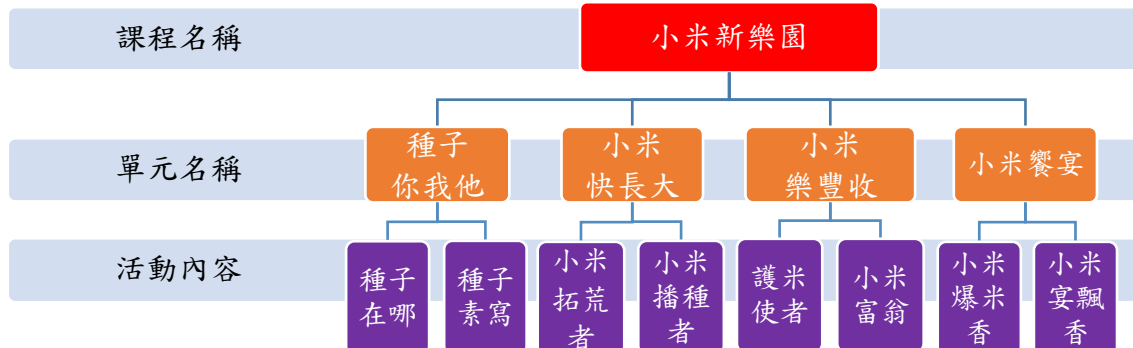 課程名稱
小米新樂園
單元名稱
種子
你我他
小米
快長大
小米
樂豐收
小米饗宴
活動內容
種子
在哪
種子
素寫
小米
拓荒
者
小米
播種
者
護米
使者
小米
富翁
小米
爆米
香
小米
宴飄
香